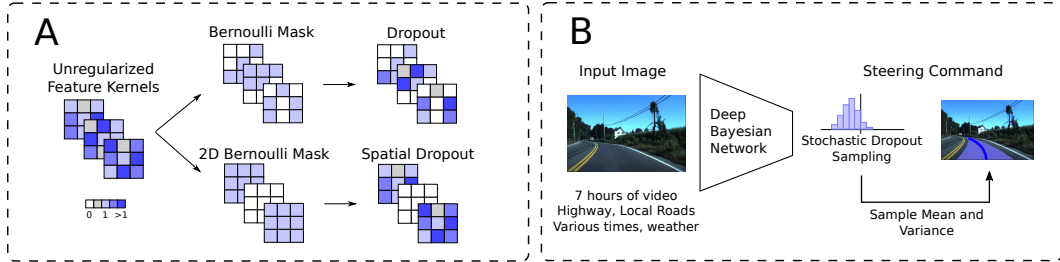 A
Unregularized
Feature Kernels
0 1 >1
Bernoulli Mask
Dropout
2D Bernoulli Mask
Spatial Dropout
B
Input Image
7 hours of video
Highway, Local Roads
Various times, weather
Deep
Bayesian
Network
Steering Command
Stochastic Dropout
Sampling
Sample Mean and
Variance